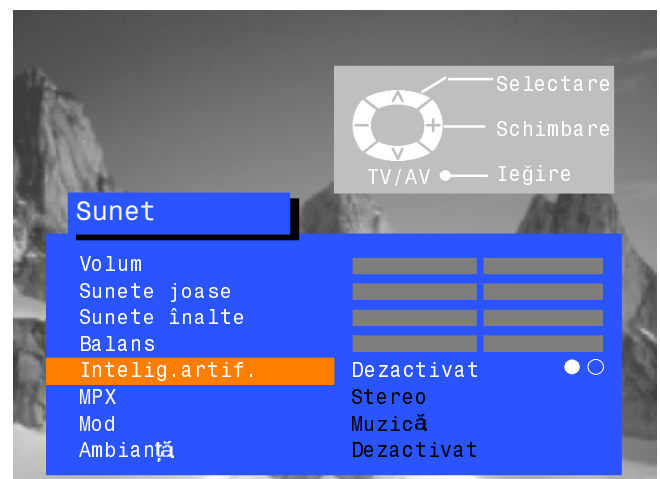 Selectare
Schimbare
TV/AV Ieğire
Sunet
Volum
Sunete joase
Sunete înalte
Balans
Intelig.artif. Dezactivat
MPX Stereo
Mod Muzică
Ambianţă Dezactivat